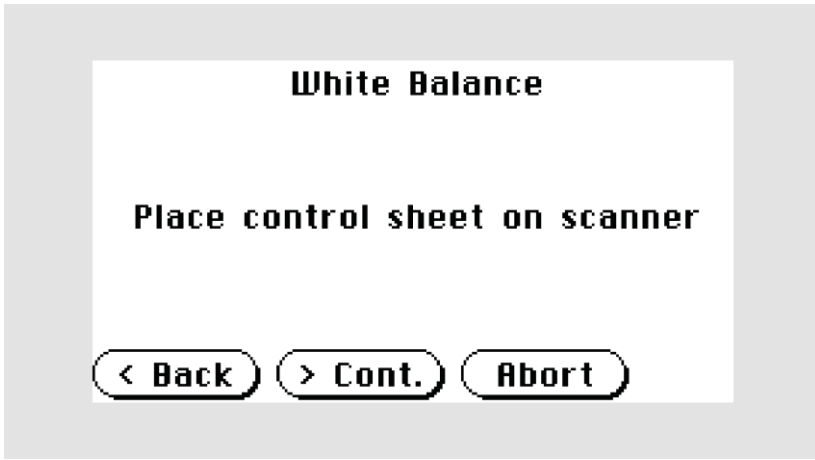 White Balance
Place control sheet on scanner
< Back > Cont. Abort